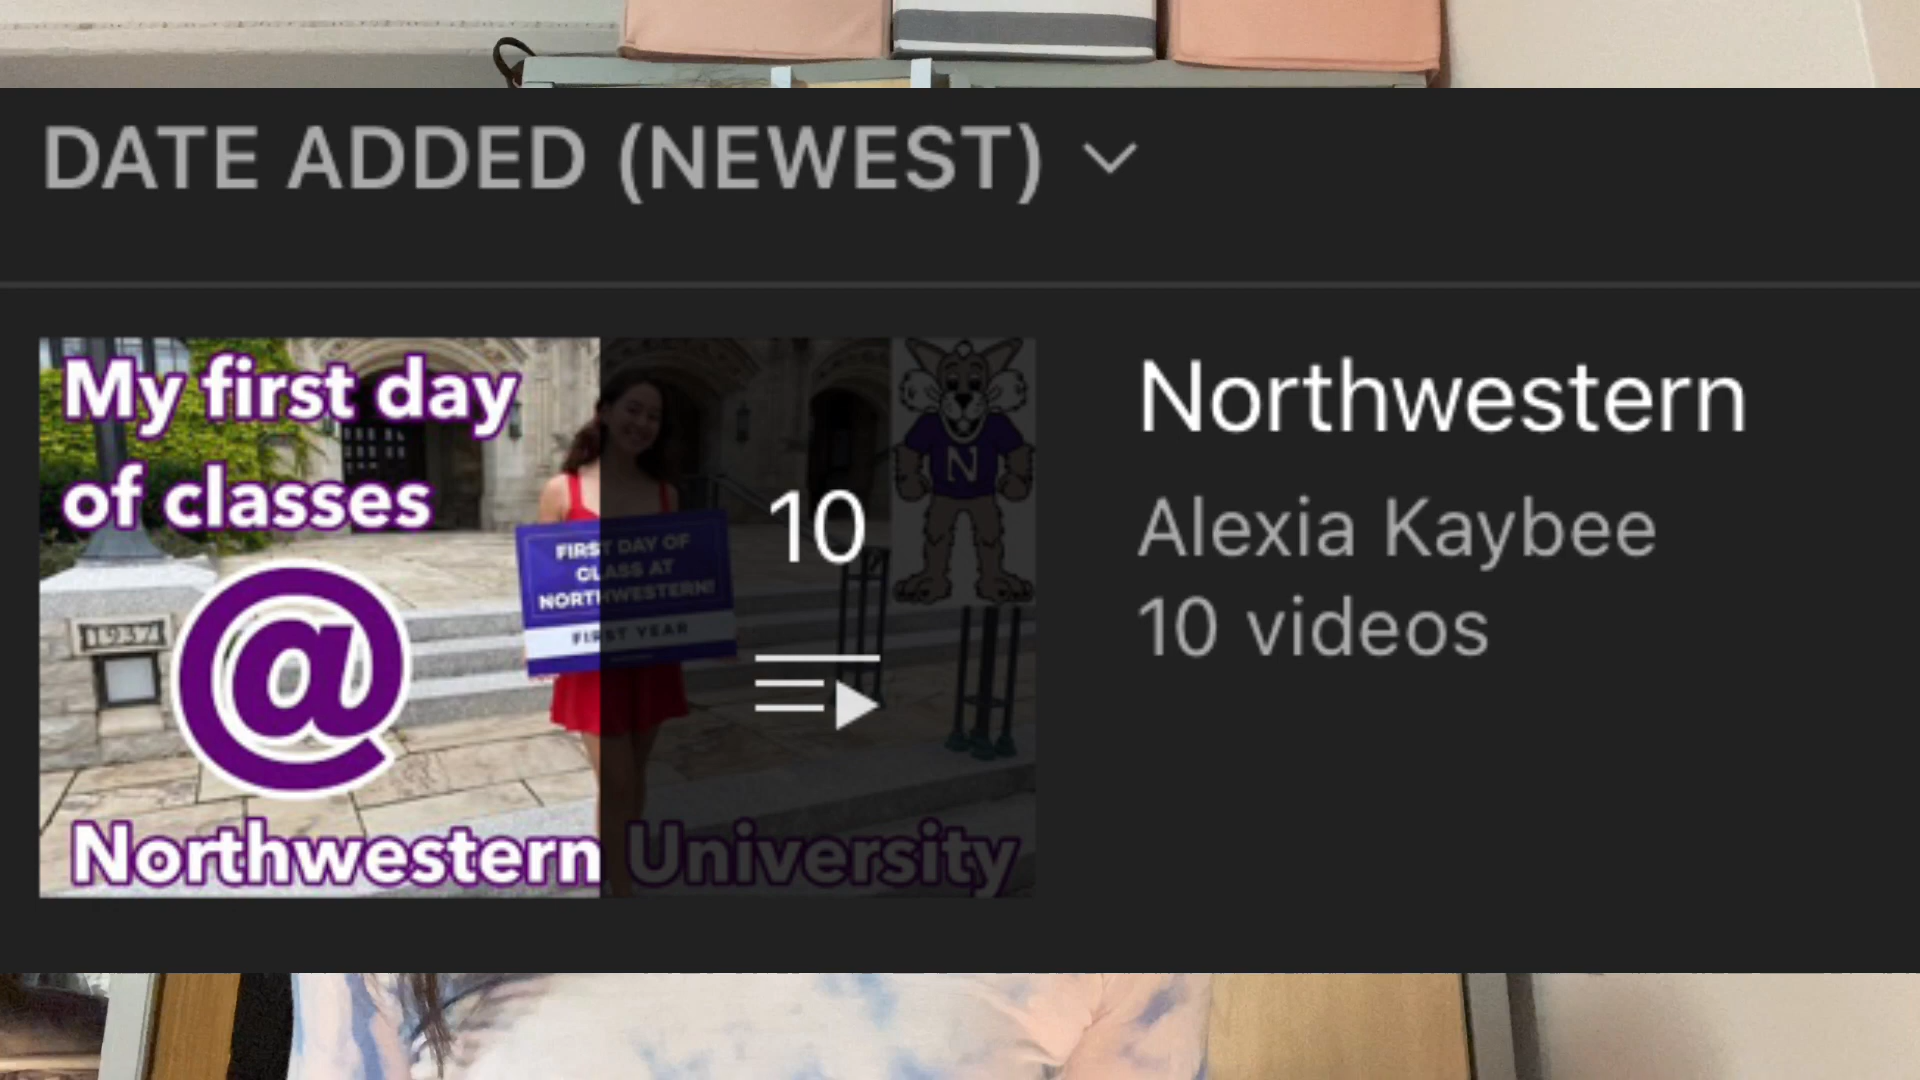 DATE ADDED (NEWEST)
My first day
of classes
@
Northwestern University
FIRST DAY OF
CLASS AT
NORTHWESTERN!
FIRST YEAR
1937
N
10
Northwestern
Alexia Kaybee
10 videos